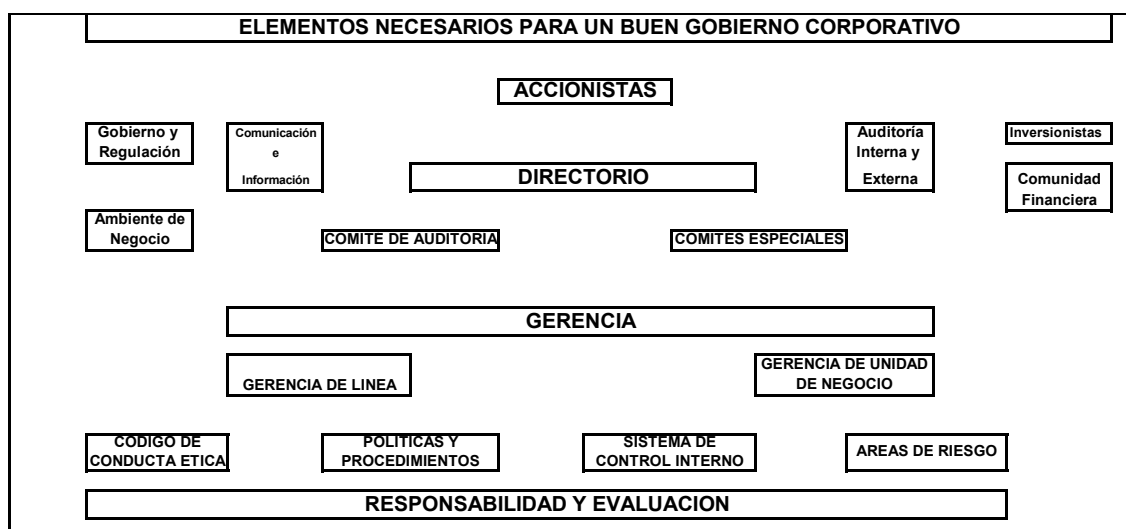 ELEMENTOS NECESARIOS PARA UN BUEN GOBIERNO CORPORATIVO
ACCIONISTAS
Gobierno y
Regulación
Comunicación
e
Información
Auditoría
Interna y
Externa
Inversionistas
DIRECTORIO
Comunidad
Financiera
Ambiente de
Negocio
COMITE DE AUDITORIA
COMITES ESPECIALES
GERENCIA
GERENCIA DE LINEA
GERENCIA DE UNIDAD
DE NEGOCIO
CODIGO DE
CONDUCTA ETICA
POLITICAS Y
PROCEDIMIENTOS
SISTEMA DE
CONTROL INTERNO
AREAS DE RIESGO
RESPONSABILIDAD Y EVALUACION